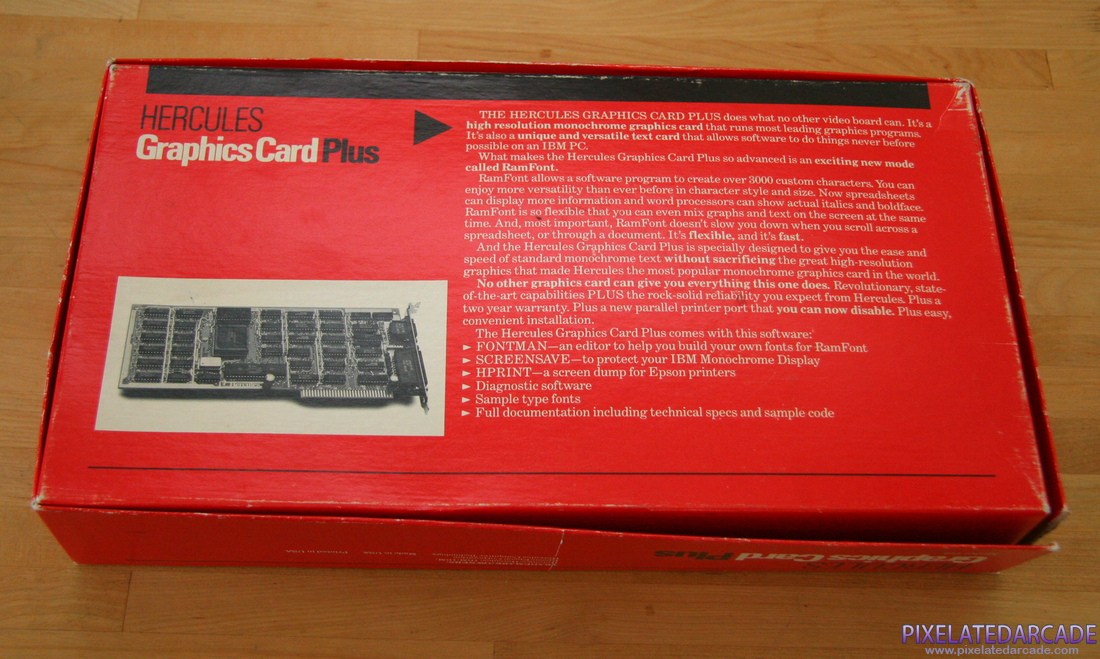 HERCULES
Graphics Card Plus
THE HERCULES GRAPHICS CARD PLUS does what no other video board can. It's a
high resolution monochrome graphics card that runs most leading graphics programs.
It's also a unique and versatile text card that allows software to do things never before
possible on an IBM PC.
What makes the Hercules Graphics Card Plus so advanced is an exciting new mode
called RamFont.
RamFont allows a software program to create over 3000 custom characters. You can
enjoy more versatility than ever before in character style and size. Now spreadsheets
can display more information and word processors can show actual italics and boldface.
RamFont is so flexible that you can even mix graphs and text on the screen at the same
time. And, most important, RamFont doesn't slow you down when you scroll across a
spreadsheet, or through a document. It's flexible, and it's fast.
And the Hercules Graphics Card Plus is specially designed to give you the ease and
speed of standard monochrome text without sacrificing the great high-resolution
graphics that made Hercules the most popular monochrome graphics card in the world.
No other graphics card can give you everything this one does. Revolutionary, state-
of-the-art capabilities PLUS the rock-solid reliability you expect from Hercules. Plus a
two year warranty. Plus a new parallel printer port that you can now disable. Plus easy,
convenient installation.
The Hercules Graphics Card Plus comes with this software:
► FONTMAN—an editor to help you build your own fonts for RamFont
► SCREENSAVE—to protect your IBM Monochrome Display
► HPRINT—a screen dump for Epson printers
► Diagnostic software
► Sample type fonts
► Full documentation including technical specs and sample code
HERCULES
Graphics Card Plus
Made in USA
Printed in USA
PIXELATEDARCADE
www.pixelatedarcade.com